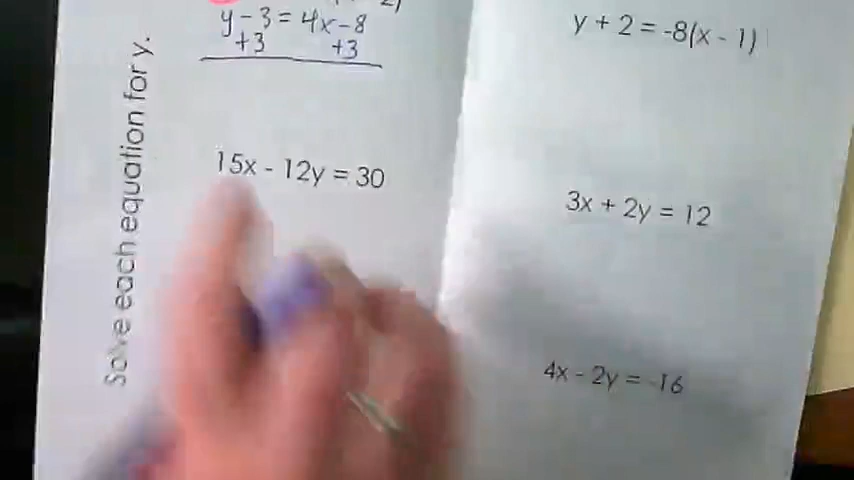 Solve each equation for y.
y - 3 = 4x - 8
+3 +3
15x - 12y = 30
y + 2 = -8(x - 1)
3x + 2y = 12
4x - 2y = -16